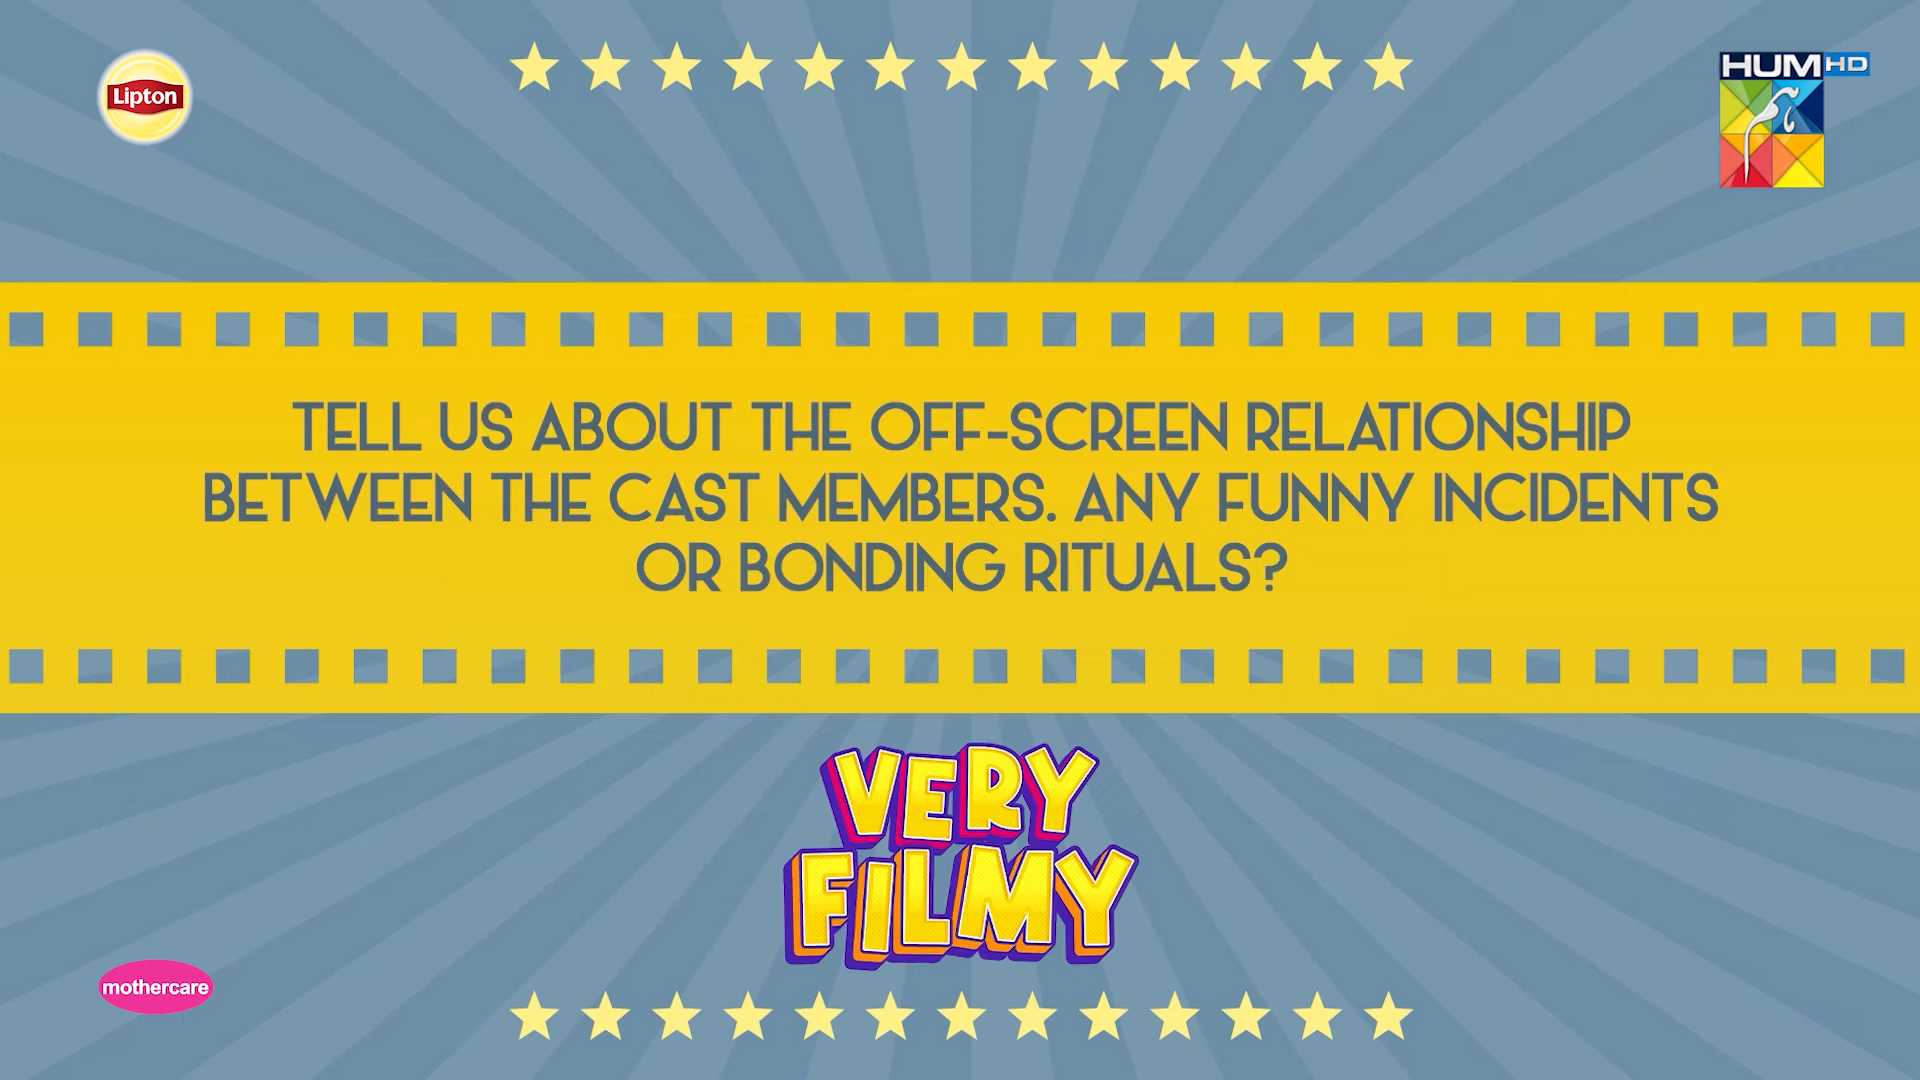 Lipton
HUM HD
ہم
TELL US ABOUT THE OFF-SCREEN RELATIONSHIP
BETWEEN THE CAST MEMBERS. ANY FUNNY INCIDENTS
OR BONDING RITUALS?
VERY
FILMY
mothercare